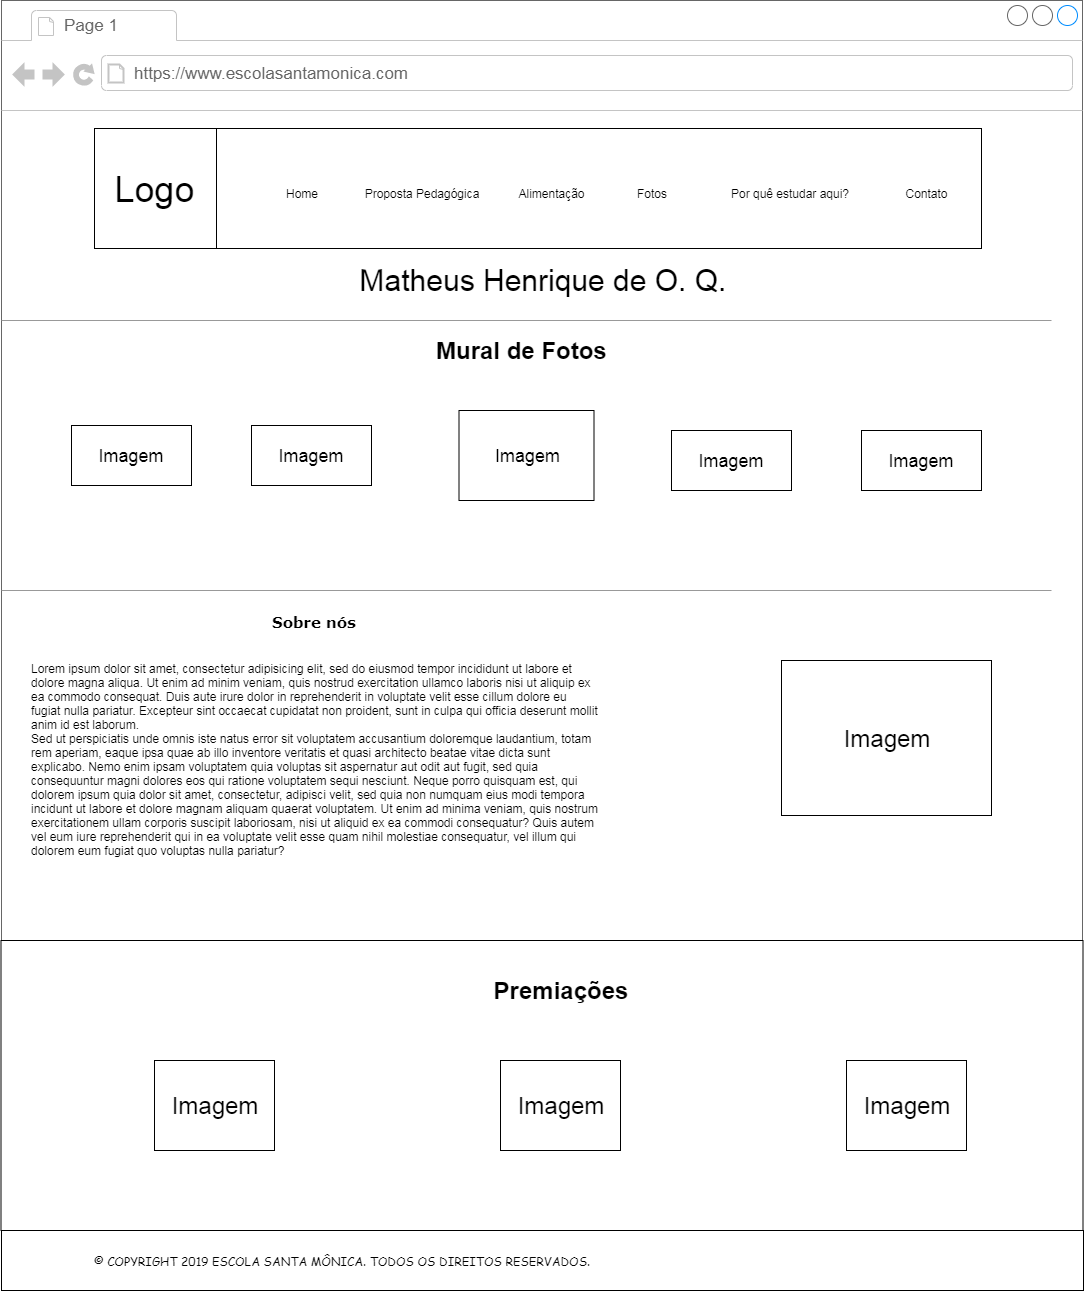 Page 1
https://www.escolasantamonica.com
Logo
Home
Proposta Pedagógica
Alimentação
Fotos
Por quê estudar aqui?
Contato
Matheus Henrique de O. Q.
Mural de Fotos
Imagem
Imagem
Imagem
Imagem
Imagem
Sobre nós
Lorem ipsum dolor sit amet, consectetur adipisicing elit, sed do eiusmod tempor incididunt ut labore et
dolore magna aliqua. Ut enim ad minim veniam, quis nostrud exercitation ullamco laboris nisi ut aliquip ex
ea commodo consequat. Duis aute irure dolor in reprehenderit in voluptate velit esse cillum dolore eu
fugiat nulla pariatur. Excepteur sint occaecat cupidatat non proident, sunt in culpa qui officia deserunt mollit
anim id est laborum.
Sed ut perspiciatis unde omnis iste natus error sit voluptatem accusantium doloremque laudantium, totam
rem aperiam, eaque ipsa quae ab illo inventore veritatis et quasi architecto beatae vitae dicta sunt
explicabo. Nemo enim ipsam voluptatem quia voluptas sit aspernatur aut odit aut fugit, sed quia
consequuntur magni dolores eos qui ratione voluptatem sequi nesciunt. Neque porro quisquam est, qui
dolorem ipsum quia dolor sit amet, consectetur, adipisci velit, sed quia non numquam eius modi tempora
incidunt ut labore et dolore magnam aliquam quaerat voluptatem. Ut enim ad minima veniam, quis nostrum
exercitationem ullam corporis suscipit laboriosam, nisi ut aliquid ex ea commodi consequatur? Quis autem
vel eum iure reprehenderit qui in ea voluptate velit esse quam nihil molestiae consequatur, vel illum qui
dolorem eum fugiat quo voluptas nulla pariatur?
Imagem
Premiações
Imagem
Imagem
Imagem
© COPYRIGHT 2019 ESCOLA SANTA MÔNICA. TODOS OS DIREITOS RESERVADOS.